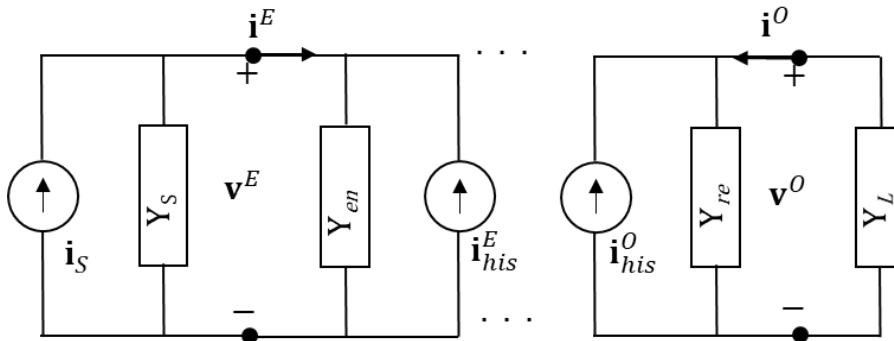 i^E
i^O
. . .
+
+
Y_S
v^E
Y_en
Y_re
v^O
Y_L
i_S
i^E_his
i^O_his
−
−
. . .